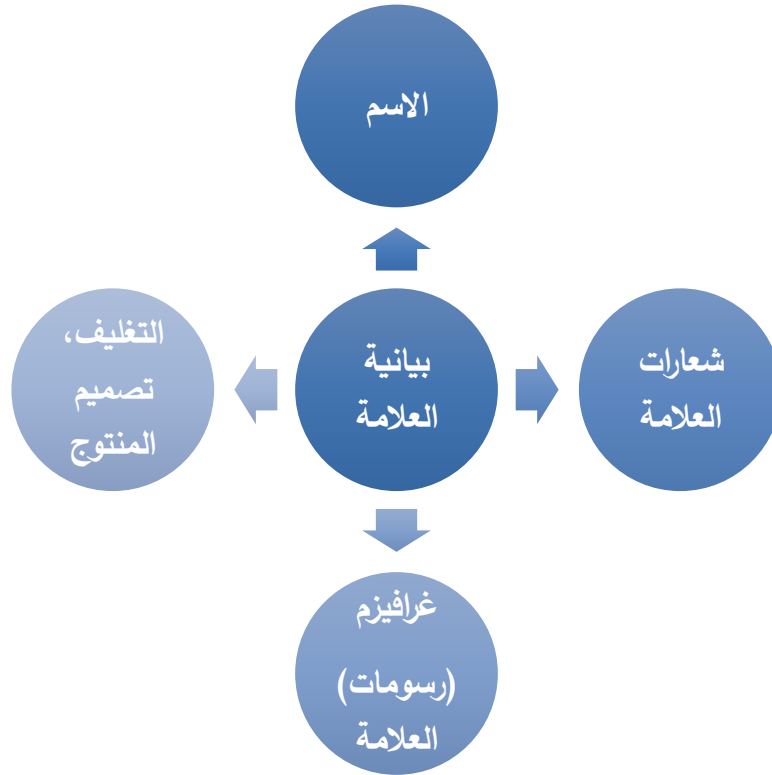 الاسم
شعارات
العلامة
بيانية
العلامة
التغليف،
تصميم
المنتوج
غرافيزم
(رسومات)
العلامة